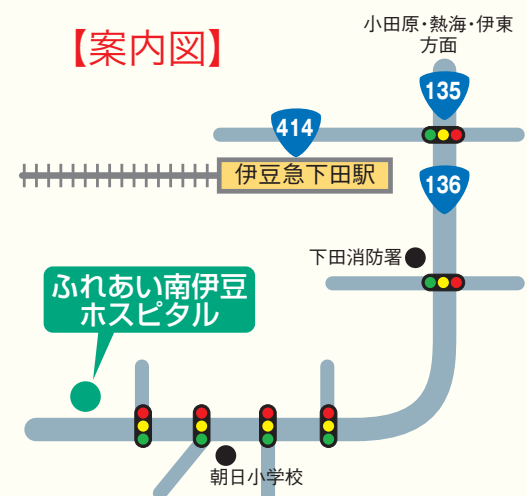 【案内図】
小田原・熱海・伊東
方面
135
414
伊豆急下田駅
136
下田消防署
ふれあい南伊豆
ホスピタル
朝日小学校